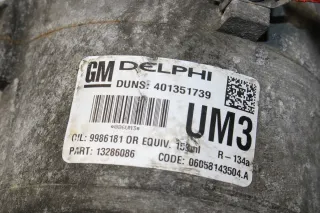 GM DELPHI
DUNS: 401351739
UM3
OIL: 9986181 OR EQUIV. 150ml R-134a
PART: 13286086 CODE: 06058143504.A